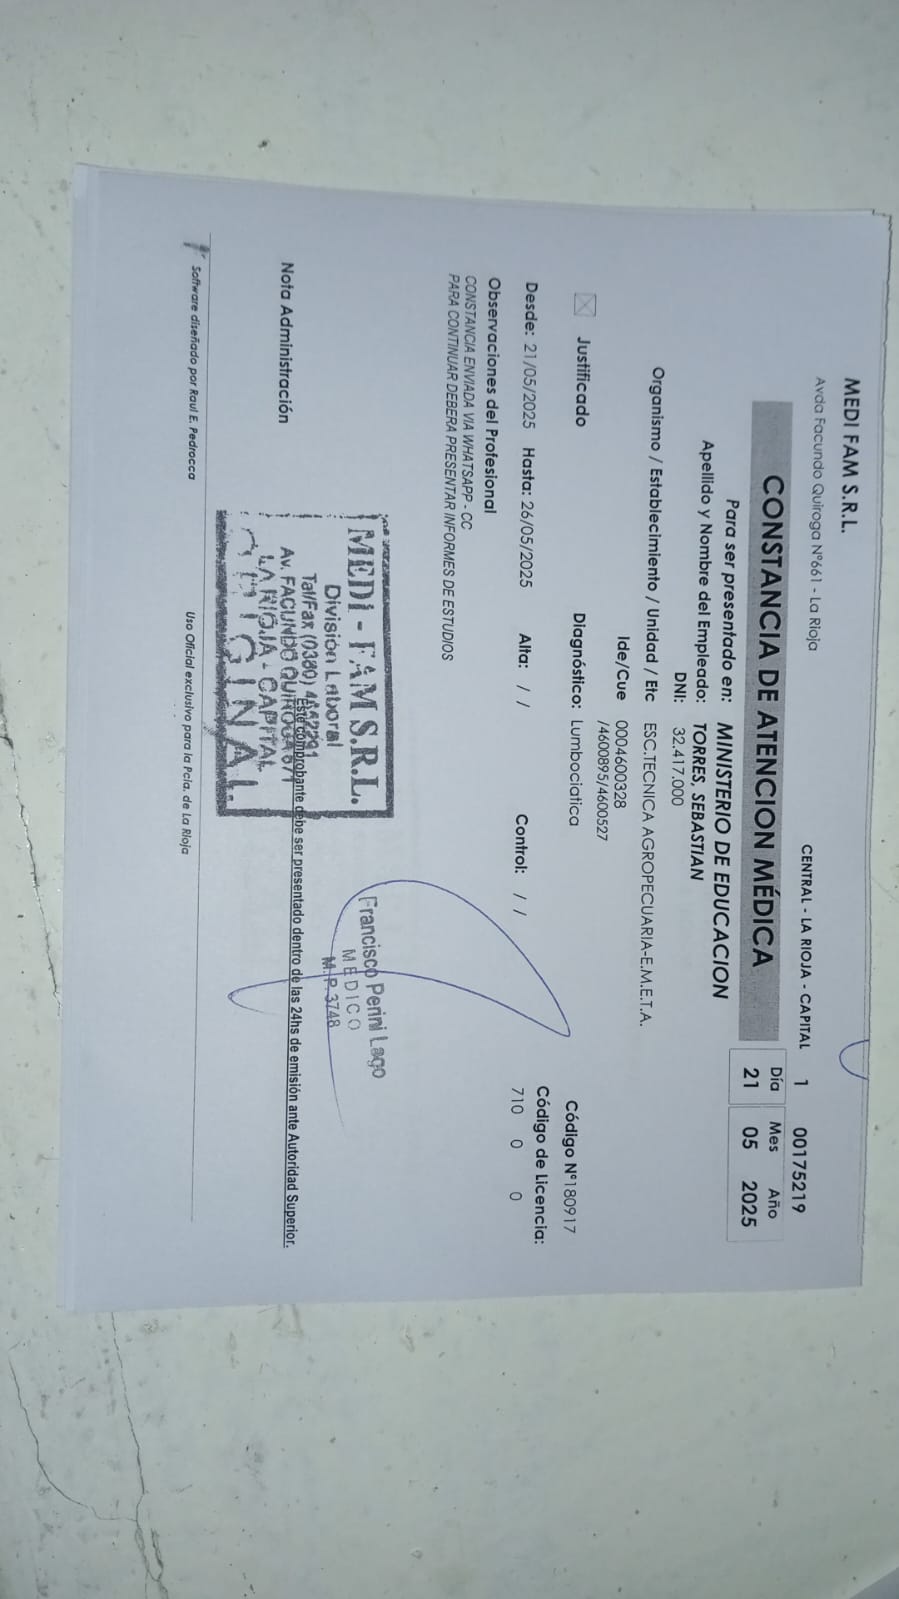 MEDI FAM S.R.L.
Avda Facundo Quiroga N°661 - La Rioja
CENTRAL - LA RIOJA - CAPITAL 1 00175219
CONSTANCIA DE ATENCION MÉDICA
Día Mes Año
21 05 2025
Para ser presentado en: MINISTERIO DE EDUCACION
Apellido y Nombre del Empleado: TORRES, SEBASTIAN
DNI: 32.417.000
Organismo / Establecimiento / Unidad / Etc ESC.TECNICA AGROPECUARIA-E.M.E.T.A.
Ide/Cue 0004600328
/4600895/4600527
Justificado Diagnóstico: Lumbociatica Código N°180917
Desde: 21/05/2025 Hasta: 26/05/2025 Alta: / / Control: / / Código de Licencia:
710 0 0
Observaciones del Profesional
CONSTANCIA ENVIADA VIA WHATSAPP - CC
PARA CONTINUAR DEBERA PRESENTAR INFORMES DE ESTUDIOS
MEDI - FAM S.R.L.
División Laboral
Tal/Fax (0380)
Av. FACUNDO QUIROGA 671
LA RIOJA - CAPITAL
ORIGINAL
Francisco Perini Lago
MEDICO
M.P. 3748
Nota Administración
Este comprobante debe ser presentado dentro de las 24hs de emisión ante Autoridad Superior.
Software diseñado por Raul E. Pedrocca Uso Oficial exclusivo para la Pcia. de La Rioja